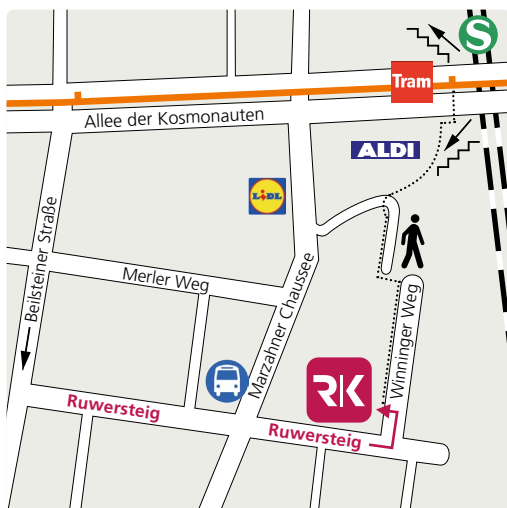 S
Tram
Allee der Kosmonauten
ALDI
LIDL
Beilsteiner Straße
Merler Weg
Marzahner Chaussee
Winninger Weg
RK
Ruwersteig
Ruwersteig